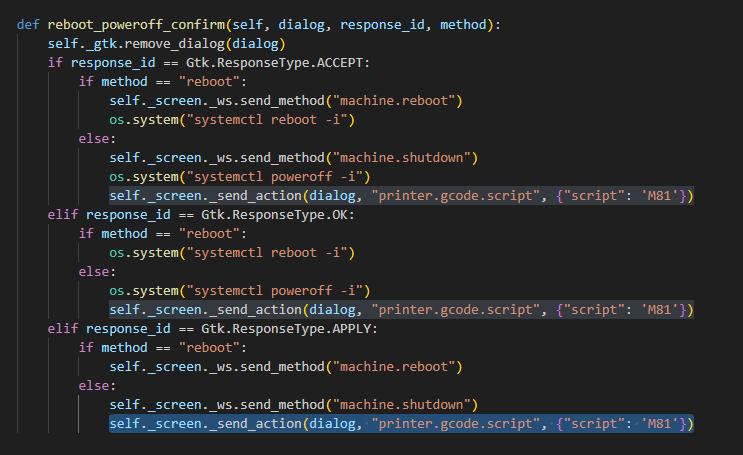 def reboot_poweroff_confirm(self, dialog, response_id, method):
    self._gtk.remove_dialog(dialog)
    if response_id == Gtk.ResponseType.ACCEPT:
        if method == "reboot":
            self._screen._ws.send_method("machine.reboot")
            os.system("systemctl reboot -i")
        else:
            self._screen._ws.send_method("machine.shutdown")
            os.system("systemctl poweroff -i")
            self._screen._send_action(dialog, "printer.gcode.script", {"script": 'M81'})
    elif response_id == Gtk.ResponseType.OK:
        if method == "reboot":
            os.system("systemctl reboot -i")
        else:
            os.system("systemctl poweroff -i")
            self._screen._send_action(dialog, "printer.gcode.script", {"script": 'M81'})
    elif response_id == Gtk.ResponseType.APPLY:
        if method == "reboot":
            self._screen._ws.send_method("machine.reboot")
        else:
            self._screen._ws.send_method("machine.shutdown")
            self._screen._send_action(dialog, "printer.gcode.script", {"script": 'M81'})